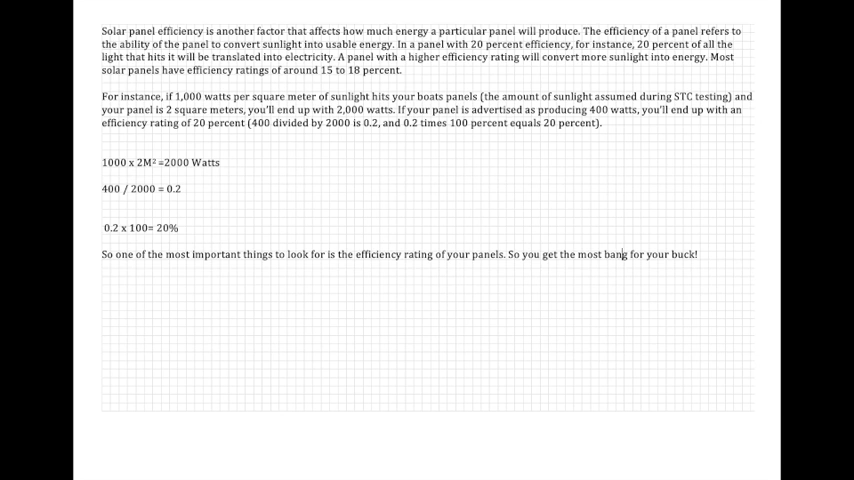 Solar panel efficiency is another factor that affects how much energy a particular panel will produce. The efficiency of a panel refers to
the ability of the panel to convert sunlight into usable energy. In a panel with 20 percent efficiency, for instance, 20 percent of all the
light that hits it will be translated into electricity. A panel with a higher efficiency rating will convert more sunlight into energy. Most
solar panels have efficiency ratings of around 15 to 18 percent.
For instance, if 1,000 watts per square meter of sunlight hits your boats panels (the amount of sunlight assumed during STC testing) and
your panel is 2 square meters, you'll end up with 2,000 watts. If your panel is advertised as producing 400 watts, you'll end up with an
efficiency rating of 20 percent (400 divided by 2000 is 0.2, and 0.2 times 100 percent equals 20 percent).
1000 x 2M² =2000 Watts
400 / 2000 = 0.2
0.2 x 100= 20%
So one of the most important things to look for is the efficiency rating of your panels. So you get the most bang for your buck!